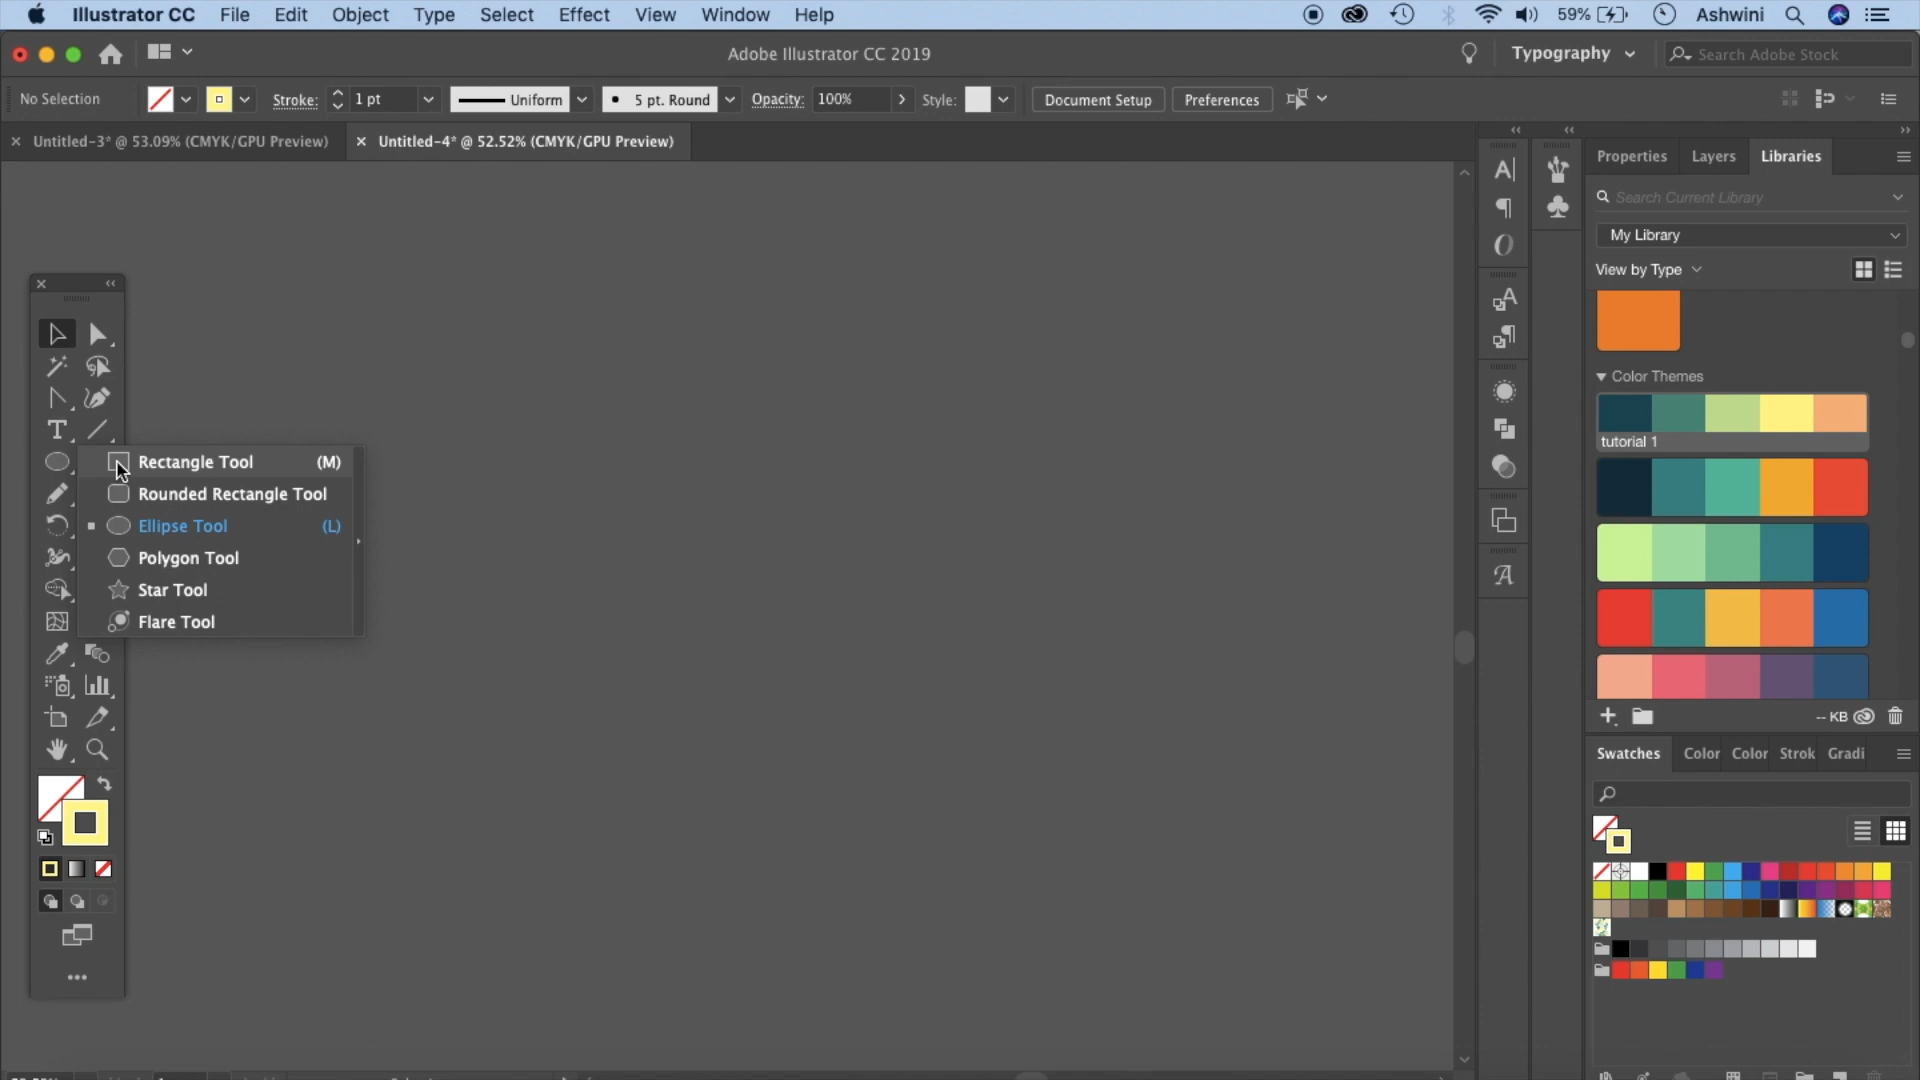 Illustrator CC File Edit Object Type Select Effect View Window Help 59% Ashwini
Adobe Illustrator CC 2019 Typography Search Adobe Stock
No Selection Stroke: 1 pt Uniform 5 pt. Round Opacity: 100% Style: Document Setup Preferences
Untitled-3* @ 53.09% (CMYK/GPU Preview) Untitled-4* @ 52.52% (CMYK/GPU Preview)
Properties Layers Libraries
Search Current Library
My Library
View by Type
Color Themes
tutorial 1
Rectangle Tool (M)
Rounded Rectangle Tool
Ellipse Tool (L)
Polygon Tool
Star Tool
Flare Tool
-- KB
Swatches Color Color Strok Gradi